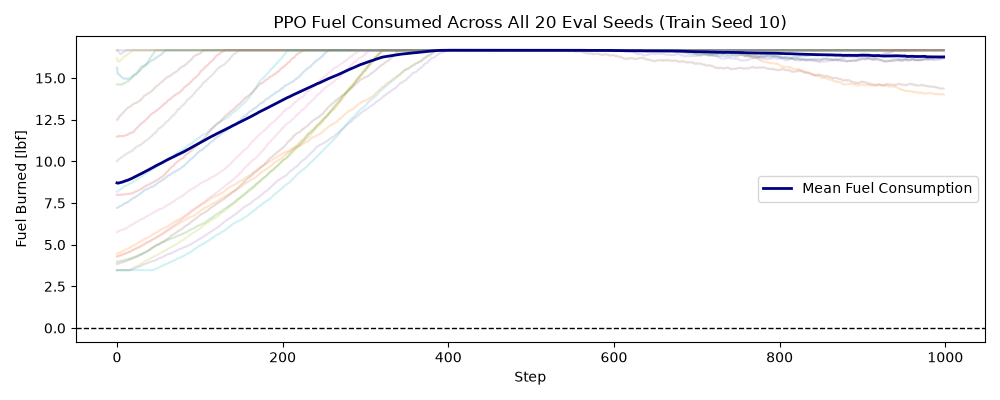 PPO Fuel Consumed Across All 20 Eval Seeds (Train Seed 10)
Fuel Burned [lbf]
15.0
12.5
10.0
7.5
5.0
2.5
0.0
Mean Fuel Consumption
0 200 400 600 800 1000
Step